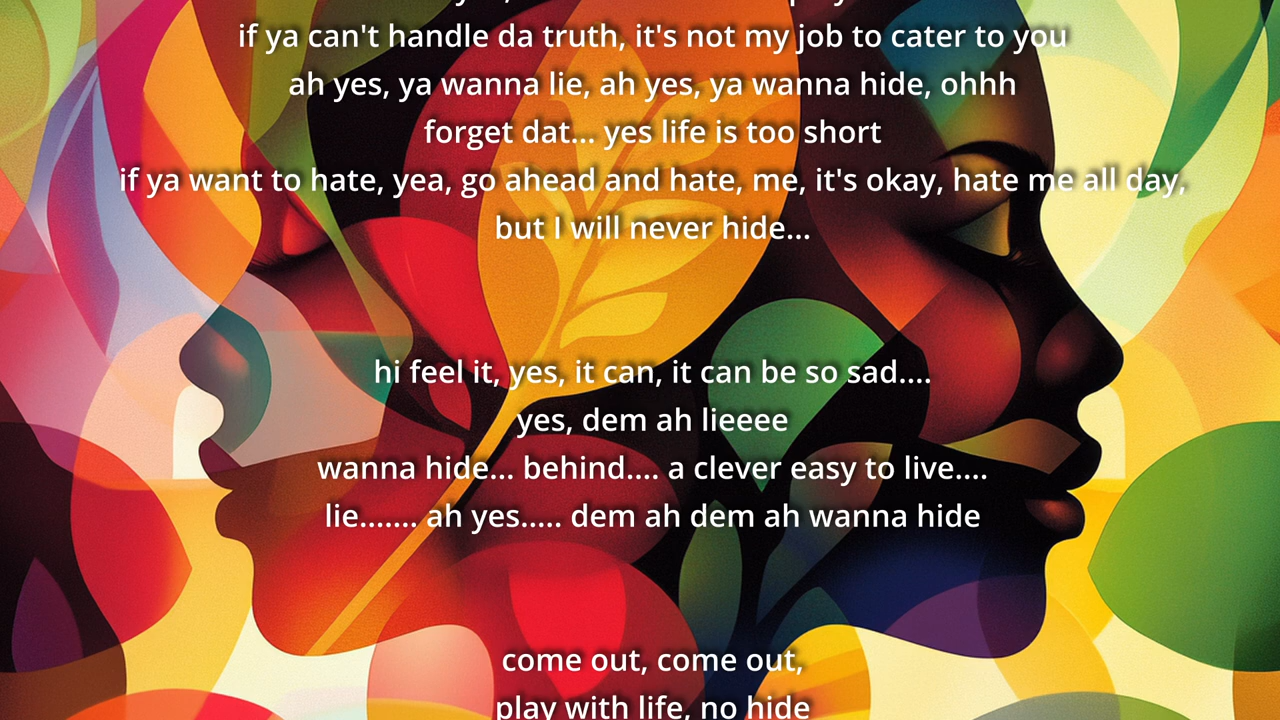 if ya can't handle da truth, it's not my job to cater to you
ah yes, ya wanna lie, ah yes, ya wanna hide, ohhh
forget dat... yes life is too short
if ya want to hate, yea, go ahead and hate, me, it's okay, hate me all day,
but I will never hide...
hi feel it, yes, it can, it can be so sad....
yes, dem ah lieeee
wanna hide... behind.... a clever easy to live....
lie....... ah yes..... dem ah dem ah wanna hide
come out, come out,
play with life, no hide